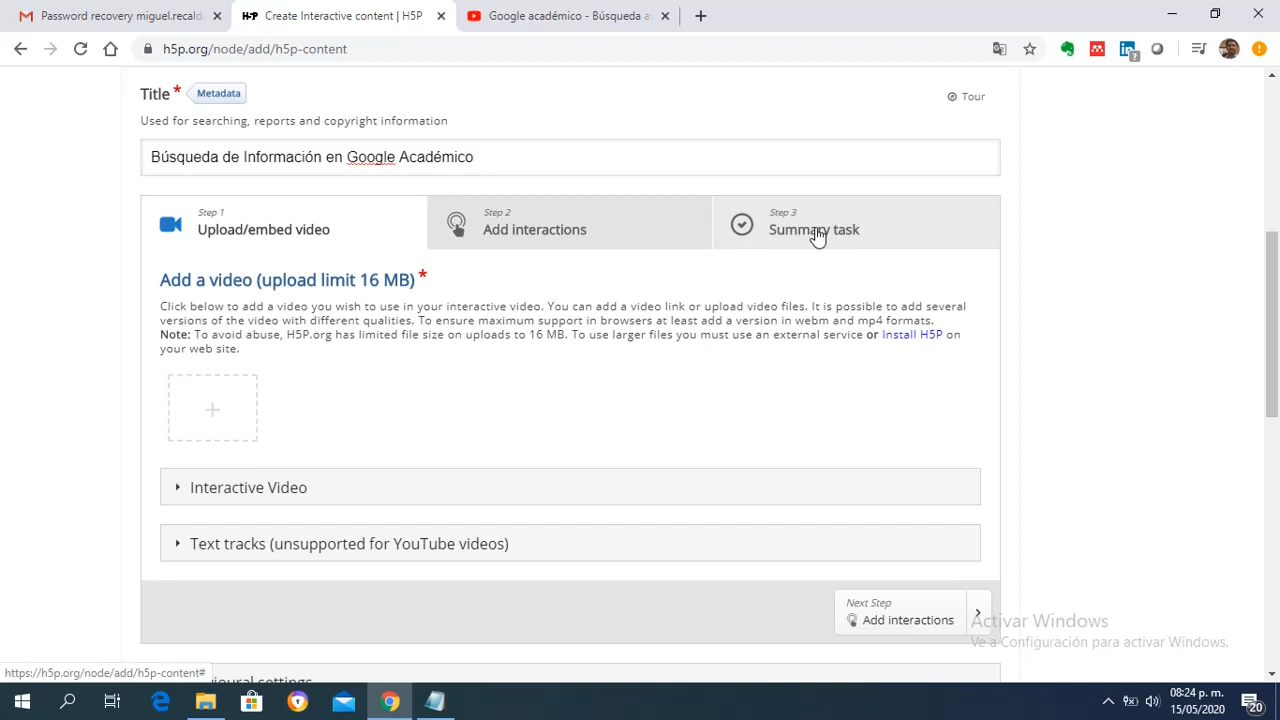 Password recovery miguel.recald
Create Interactive content | H5P
Google académico - Búsqueda a
h5p.org/node/add/h5p-content
Title * Metadata
Tour
Used for searching, reports and copyright information
Búsqueda de Información en Google Académico
Step 1
Upload/embed video
Step 2
Add interactions
Step 3
Summary task
Add a video (upload limit 16 MB) *
Click below to add a video you wish to use in your interactive video. You can add a video link or upload video files. It is possible to add several
versions of the video with different qualities. To ensure maximum support in browsers at least add a version in webm and mp4 formats.
Note: To avoid abuse, H5P.org has limited file size on uploads to 16 MB. To use larger files you must use an external service or Install H5P on
your web site.
Interactive Video
Text tracks (unsupported for YouTube videos)
Next Step
Add interactions
Activar Windows
Ve a Configuración para activar Windows.
https://h5p.org/node/add/h5p-content#
settings
08:24 p. m.
15/05/2020
20